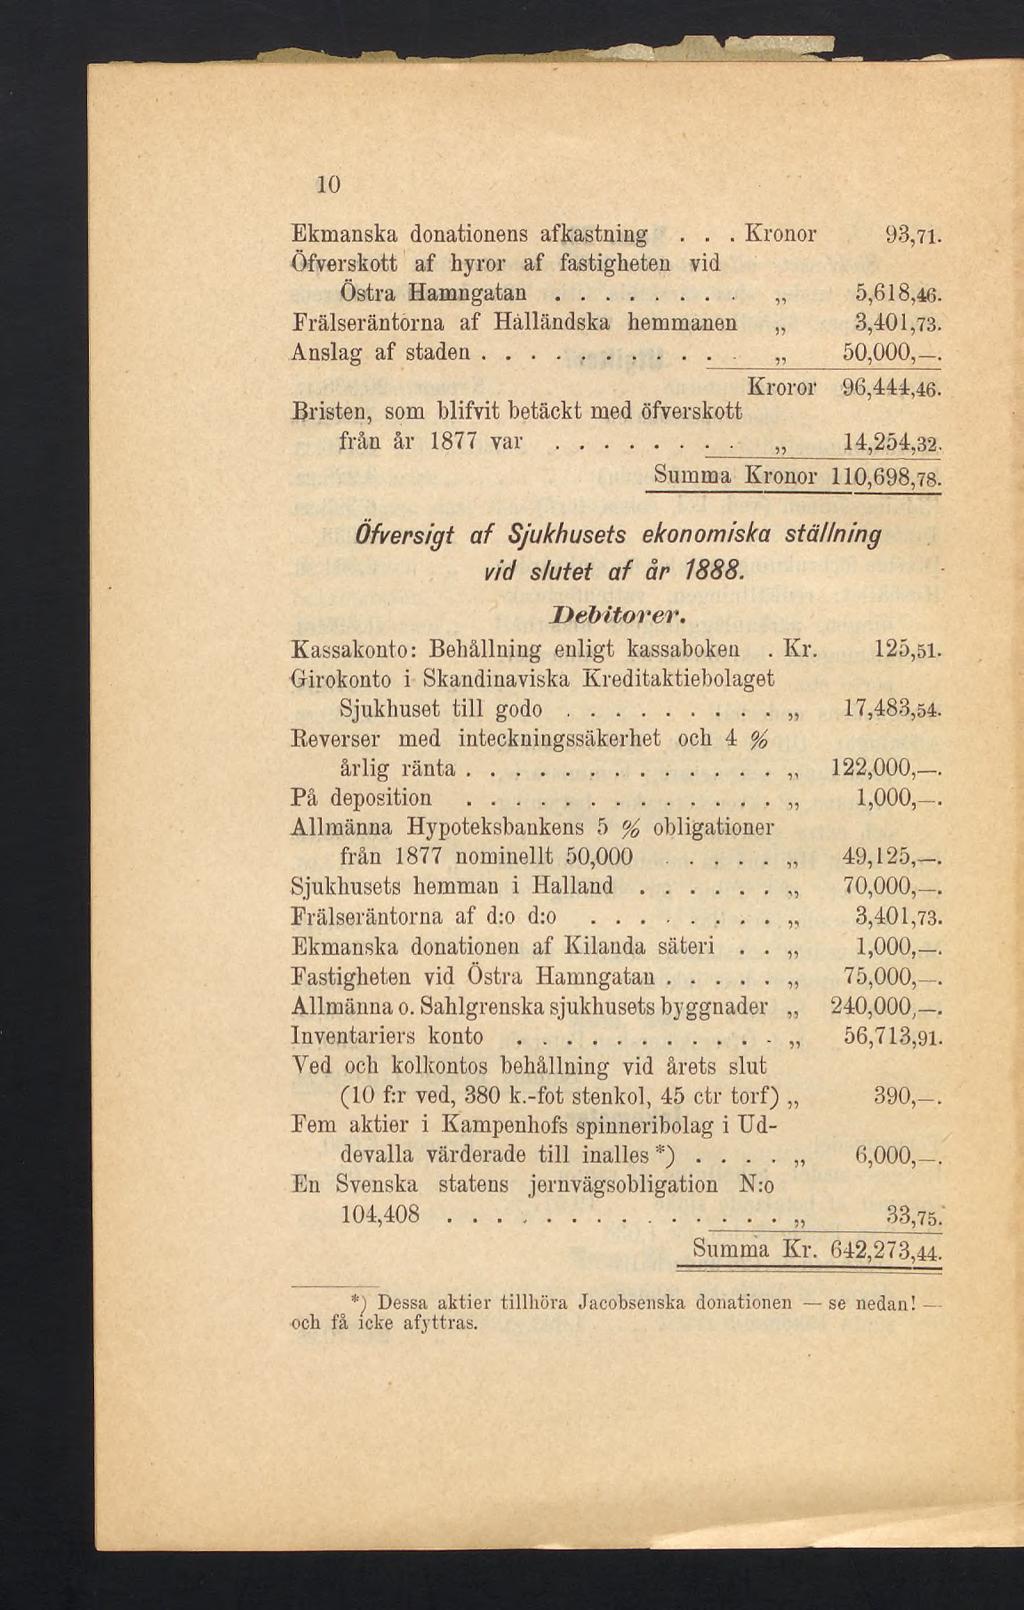 10
Ekmanska donationens afkastning . . . Kronor 93,71.
Öfverskott af hyror af fastigheten vid
Östra Hamngatan . . . . . . . . „ 5,618,46.
Frälseräntorna af Halländska hemmanen „ 3,401,73.
Anslag af staden . . . . . . . . . . „ 50,000,—.
Kroror 96,444,46.
Bristen, som blifvit betäckt med öfverskott
från år 1877 var . . . . . . . . „ 14,254,32.
Summa Kronor 110,698,78.
Öfversigt af Sjukhusets ekonomiska ställning
vid slutet af år 1888.
Debitorer.
Kassakonto: Behållning enligt kassaboken . Kr. 125,51.
Girokonto i Skandinaviska Kreditaktiebolaget
Sjukhuset till godo . . . . . . . . . „ 17,483,54.
Reverser med inteckningssäkerhet och 4 %
årlig ränta . . . . . . . . . . . . . „ 122,000,—.
På deposition . . . . . . . . . . . . . „ 1,000,—.
Allmänna Hypoteksbankens 5 % obligationer
från 1877 nominellt 50,000 . . . . . „ 49,125,—.
Sjukhusets hemman i Halland . . . . . . „ 70,000,—.
Frälseräntorna af d:o d:o . . . . . . . . „ 3,401,73.
Ekmanska donationen af Kilanda säteri . . „ 1,000,—.
Fastigheten vid Östra Hamngatan . . . . . „ 75,000,—.
Allmänna o. Sahlgrenska sjukhusets byggnader „ 240,000,—.
Inventariers konto . . . . . . . . . . . „ 56,713,91.
Ved och kolkontos behållning vid årets slut
(10 f:r ved, 380 k.-fot stenkol, 45 ctr torf) „ 390,—.
Fem aktier i Kampenhofs spinneribolag i Ud-
devalla värderade till inalles *) . . . . „ 6,000,—.
En Svenska statens jernvägsobligation N:o
104,408 . . . . . . . . . . . . . . „ 33,75.
Summa Kr. 642,273,44.
*) Dessa aktier tillhöra Jacobsenska donationen — se nedan! —
och få icke afyttras.